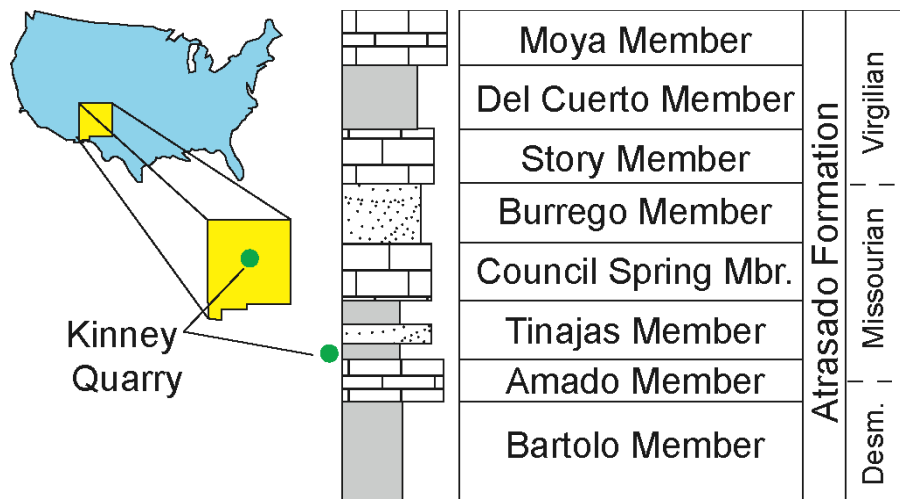 Kinney
Quarry
Moya Member
Del Cuerto Member
Story Member
Burrego Member
Council Spring Mbr.
Tinajas Member
Amado Member
Bartolo Member
Atrasado Formation
Virgilian
Missourian
Desm.